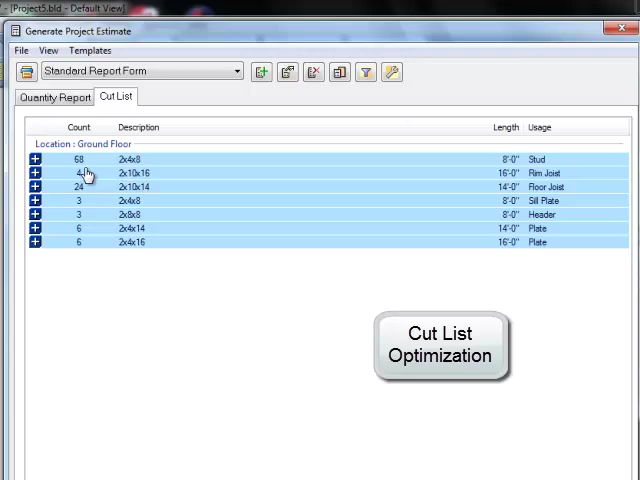 [Project5.bld - Default View]
Generate Project Estimate
File View Templates
Standard Report Form
Quantity Report Cut List
Count Description Length Usage
Location : Ground Floor
68 2x4x8 8'-0" Stud
4 2x10x16 16'-0" Rim Joist
24 2x10x14 14'-0" Floor Joist
3 2x4x8 8'-0" Sill Plate
3 2x8x8 8'-0" Header
6 2x4x14 14'-0" Plate
6 2x4x16 16'-0" Plate
Cut List
Optimization